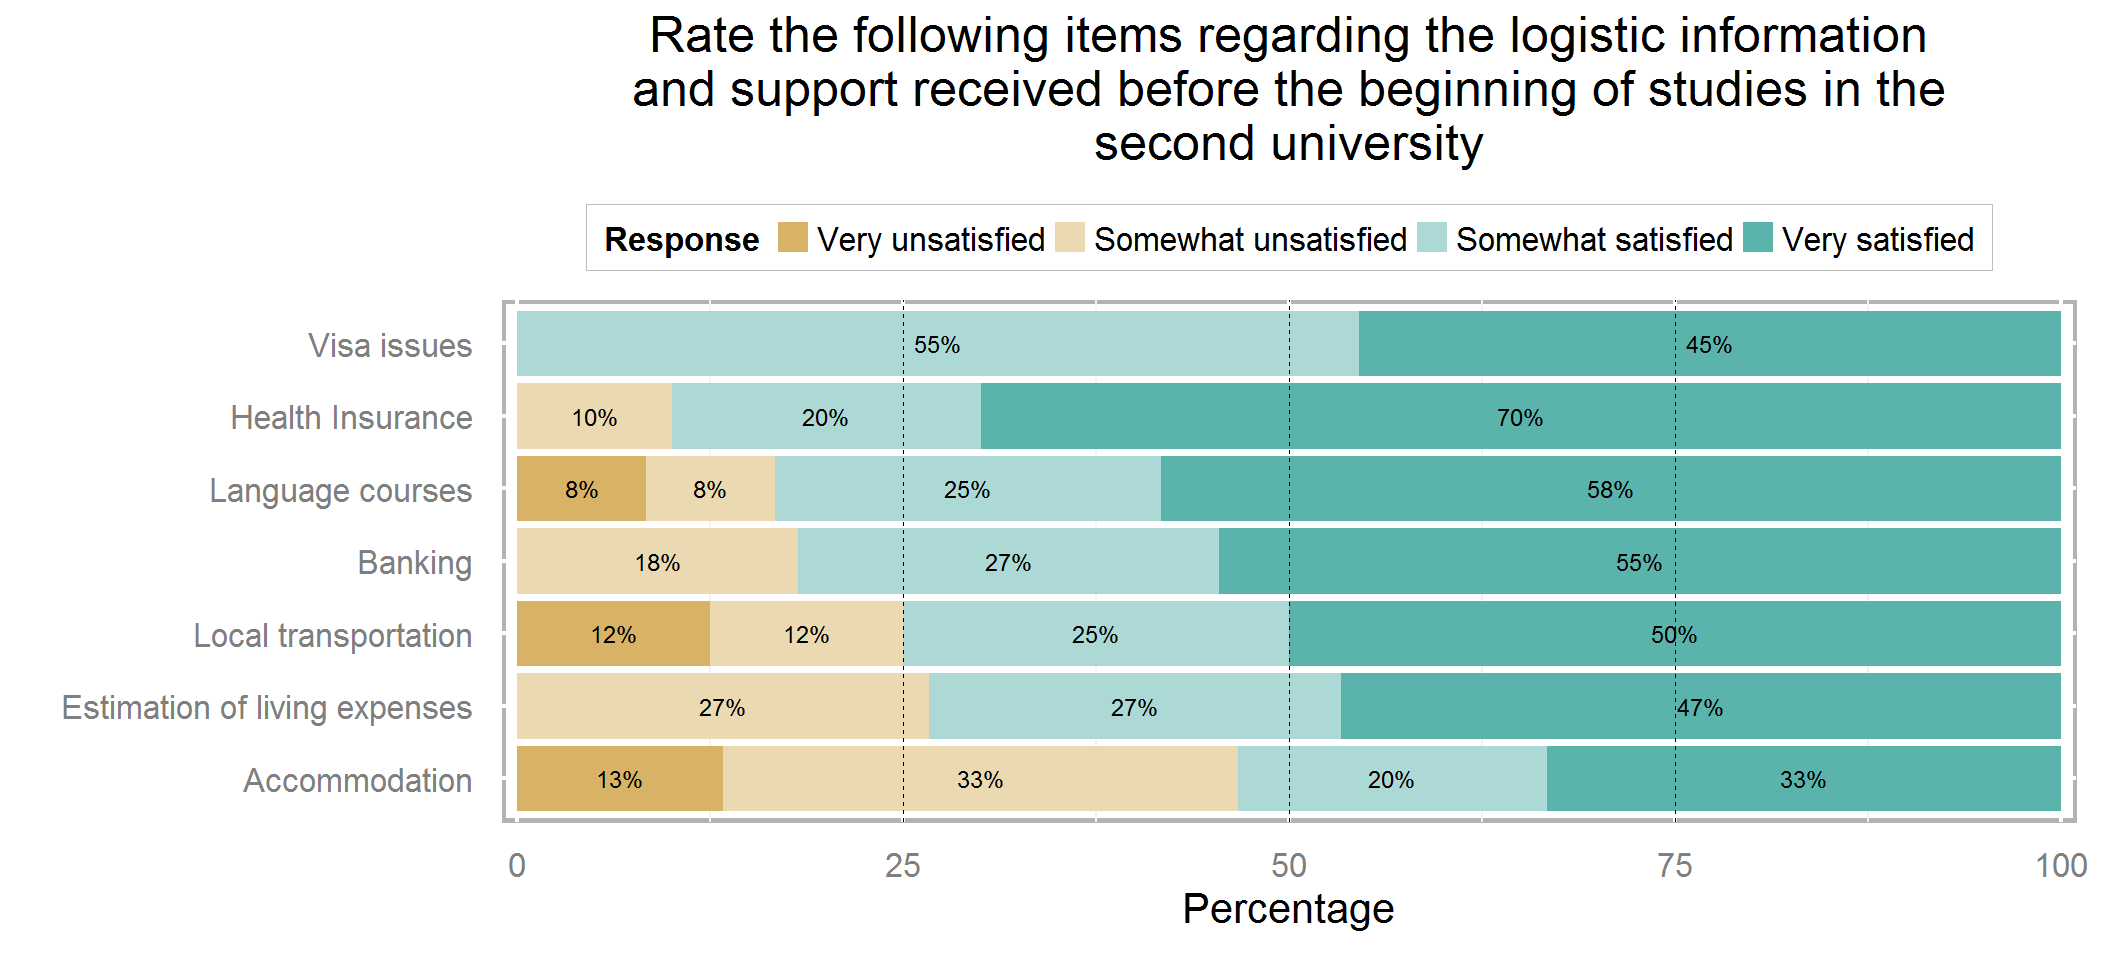 Rate the following items regarding the logistic information
and support received before the beginning of studies in the
second university
Response Very unsatisfied Somewhat unsatisfied Somewhat satisfied Very satisfied
Visa issues 55% 45%
Health Insurance 10% 20% 70%
Language courses 8% 8% 25% 58%
Banking 18% 27% 55%
Local transportation 12% 12% 25% 50%
Estimation of living expenses 27% 27% 47%
Accommodation 13% 33% 20% 33%
0 25 50 75 100
Percentage